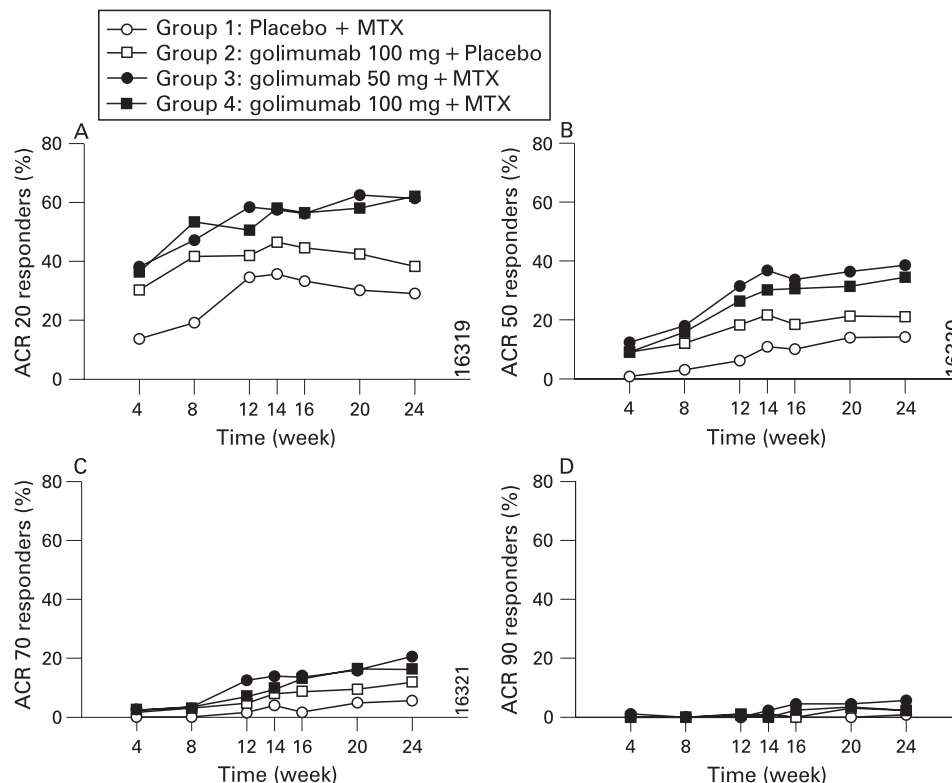 Group 1: Placebo + MTX
Group 2: golimumab 100 mg + Placebo
Group 3: golimumab 50 mg + MTX
Group 4: golimumab 100 mg + MTX
A
80
60
40
20
0
ACR 20 responders (%)
4 8 12 14 16 20 24
Time (week)
16319
B
80
60
40
20
0
ACR 50 responders (%)
4 8 12 14 16 20 24
Time (week)
C
80
60
40
20
0
ACR 70 responders (%)
4 8 12 14 16 20 24
Time (week)
16321
D
80
60
40
20
0
ACR 90 responders (%)
4 8 12 14 16 20 24
Time (week)